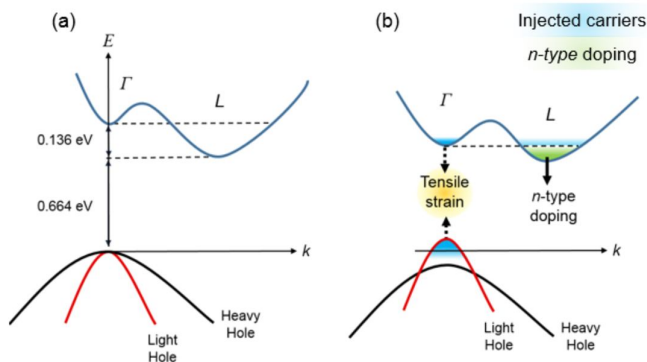 (a)
E
Γ
L
0.136 eV
0.664 eV
k
Heavy
Hole
Light
Hole
(b)
Injected carriers
n-type doping
Γ
L
Tensile
strain
n-type
doping
k
Light
Hole
Heavy
Hole